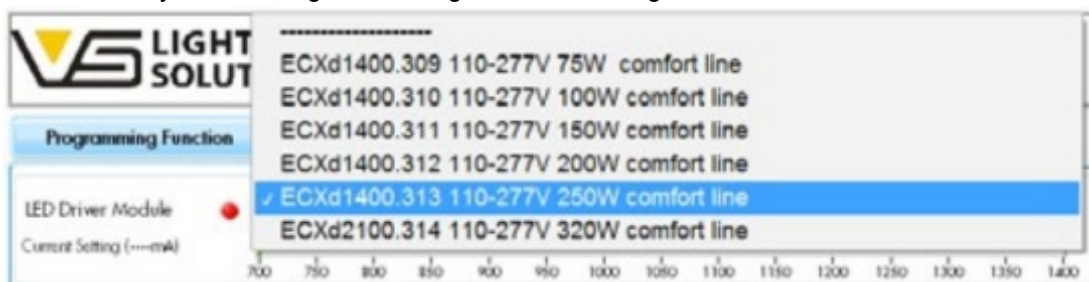 VS LIGHT
SOLUT
-------------------
ECXd1400.309 110-277V 75W comfort line
ECXd1400.310 110-277V 100W comfort line
ECXd1400.311 110-277V 150W comfort line
ECXd1400.312 110-277V 200W comfort line
✓ ECXd1400.313 110-277V 250W comfort line
ECXd2100.314 110-277V 320W comfort line
Programming Function
LED Driver Module
Current Setting (----mA)
700 750 800 850 900 950 1000 1050 1100 1150 1200 1250 1300 1350 1400